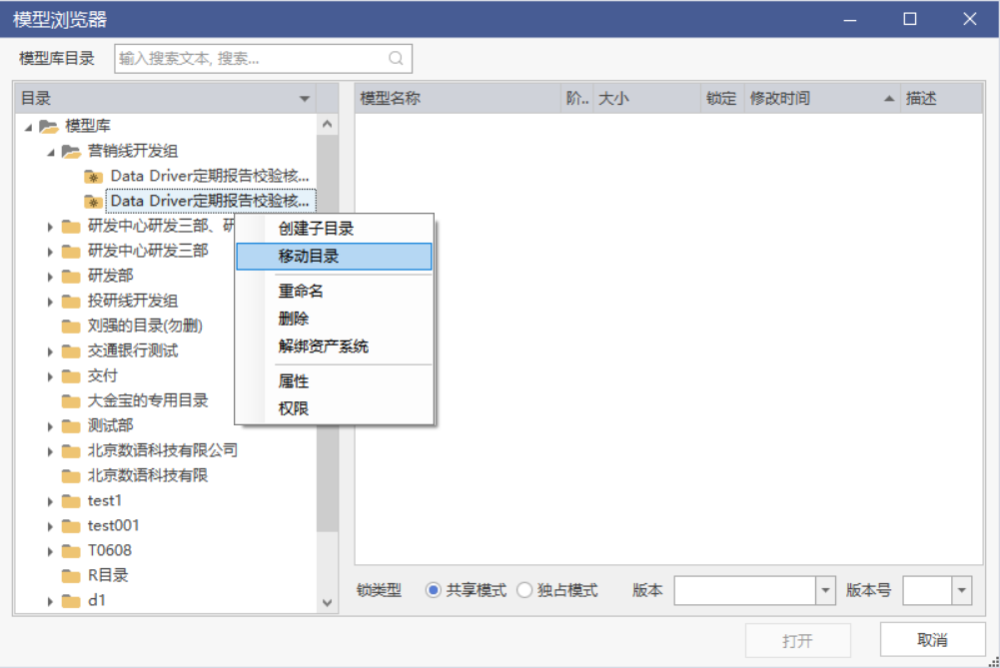 模型浏览器
模型库目录 输入搜索文本, 搜索...
目录
模型名称 阶.. 大小 锁定 修改时间 描述
模型库
营销线开发组
Data Driver定期报告校验核...
Data Driver定期报告校验核...
研发中心研发三部、研
研发中心研发三部
研发部
投研线开发组
刘强的目录(勿删)
交通银行测试
交付
大金宝的专用目录
测试部
北京数语科技有限公司
北京数语科技有限
test1
test001
T0608
R目录
d1
创建子目录
移动目录
重命名
删除
解绑资产系统
属性
权限
锁类型 共享模式 独占模式 版本 版本号
打开 取消